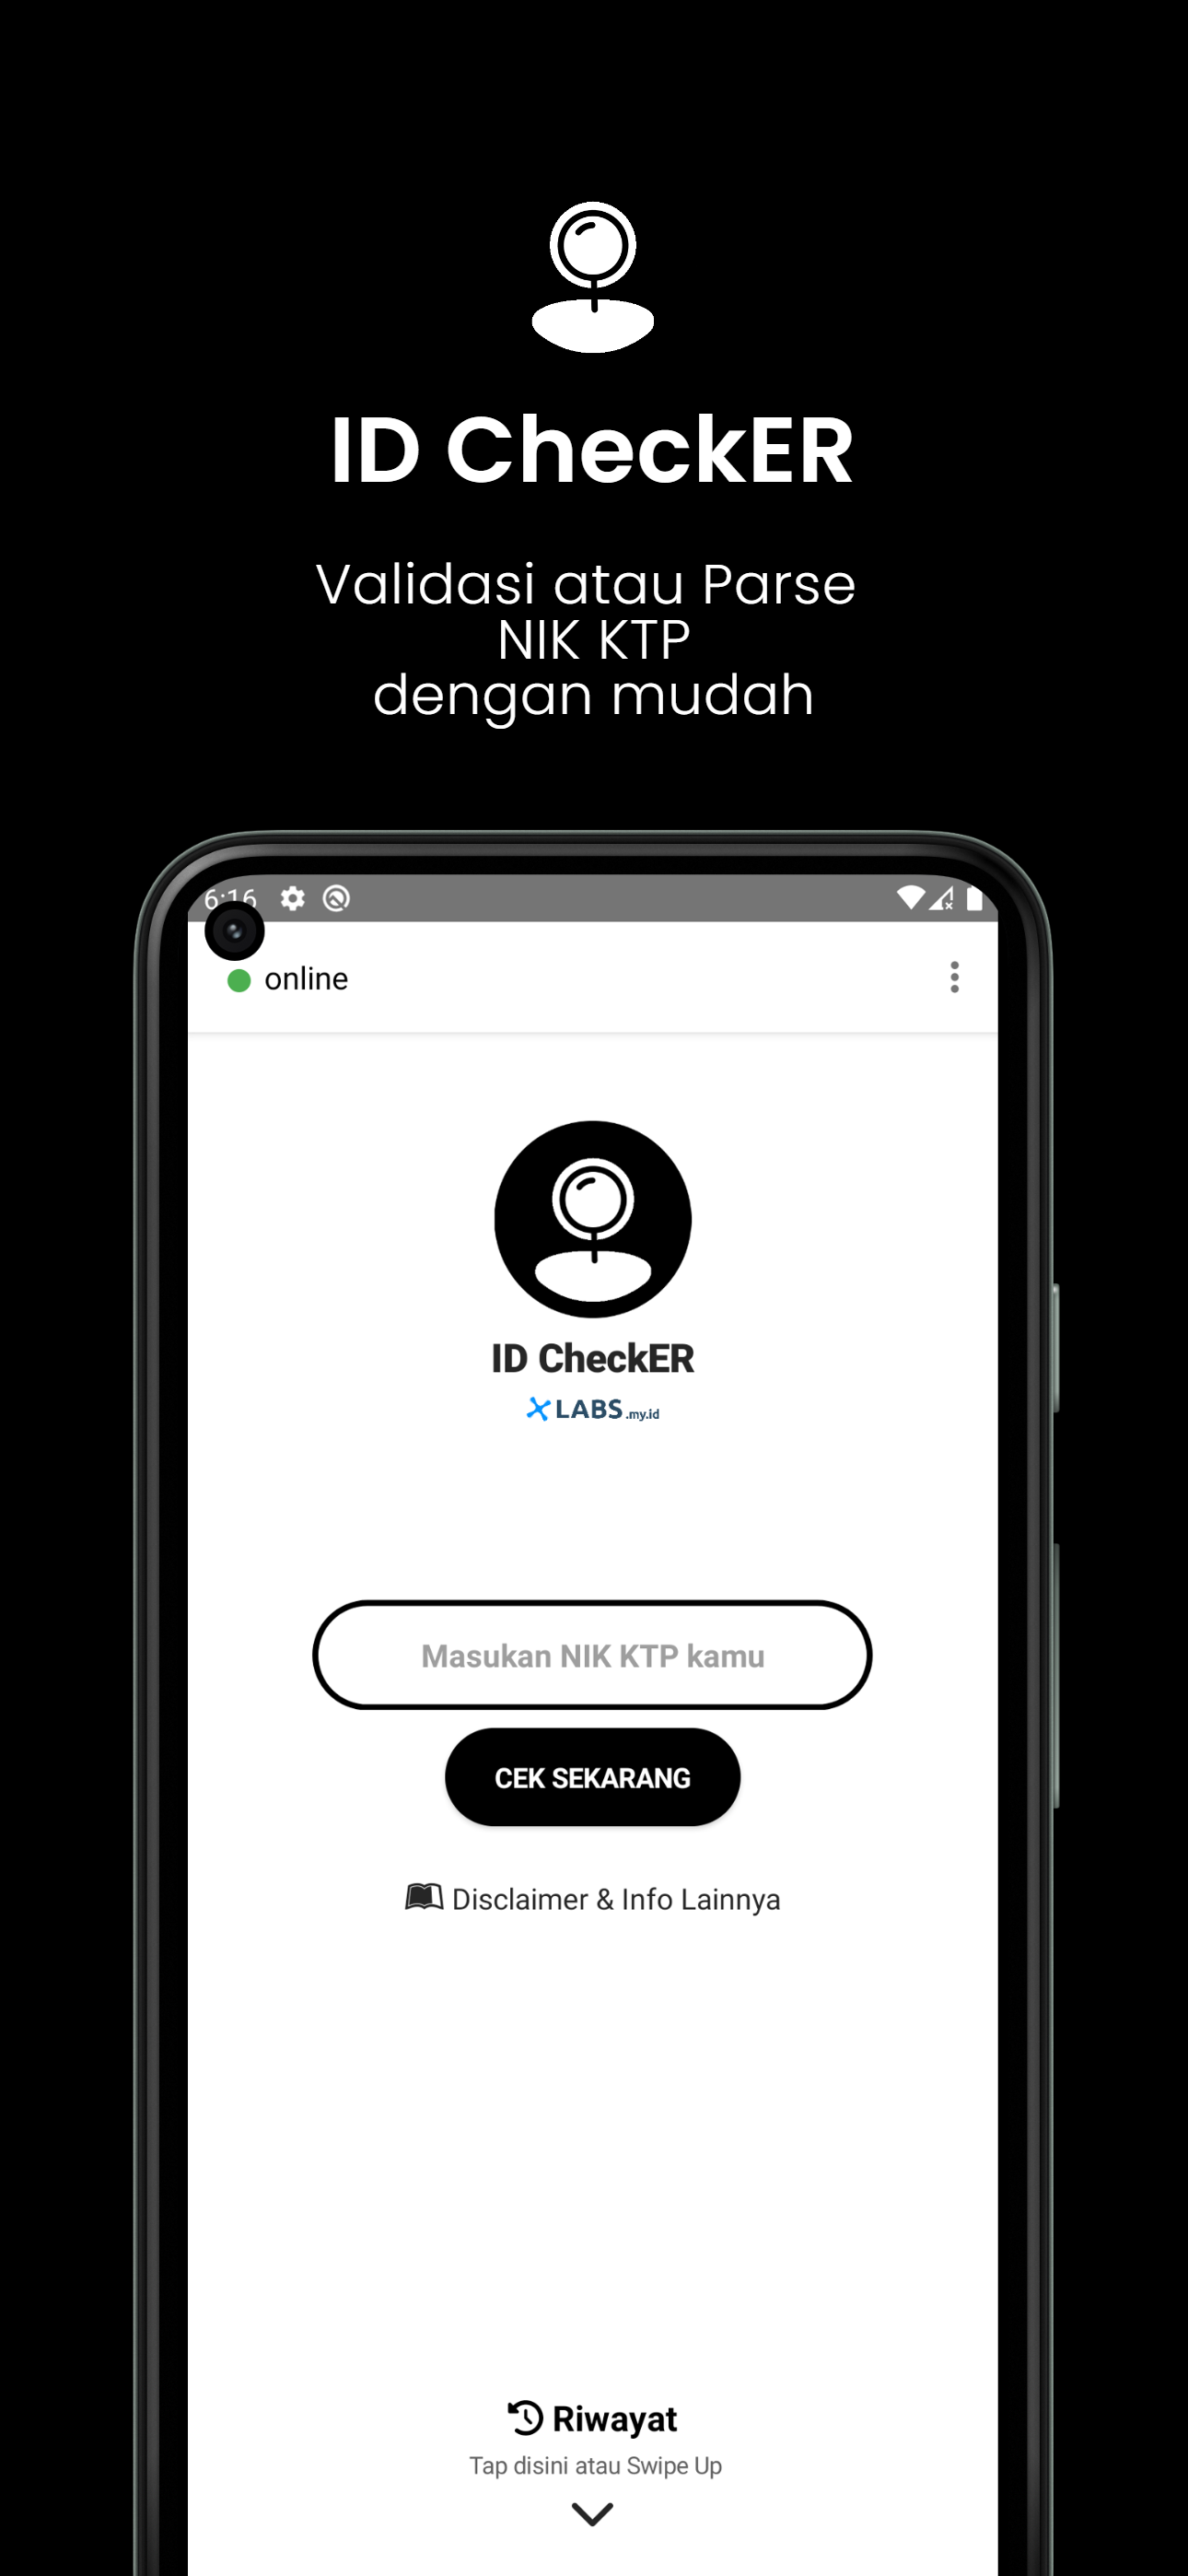 ID CheckER
Validasi atau Parse
NIK KTP
dengan mudah
6:16
online
ID CheckER
LABS.my.id
Masukan NIK KTP kamu
CEK SEKARANG
Disclaimer & Info Lainnya
Riwayat
Tap disini atau Swipe Up